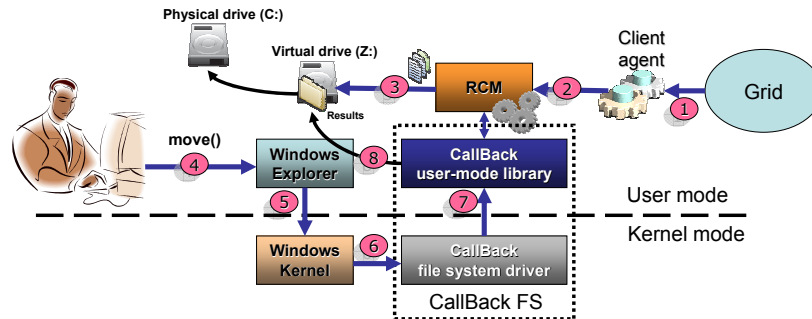 Physical drive (C:)
Virtual drive (Z:)
Client
agent
Grid
RCM
1
2
3
Results
move()
4
Windows
Explorer
8
CallBack
user-mode library
5
7
User mode
Kernel mode
Windows
Kernel
6
CallBack
file system driver
CallBack FS